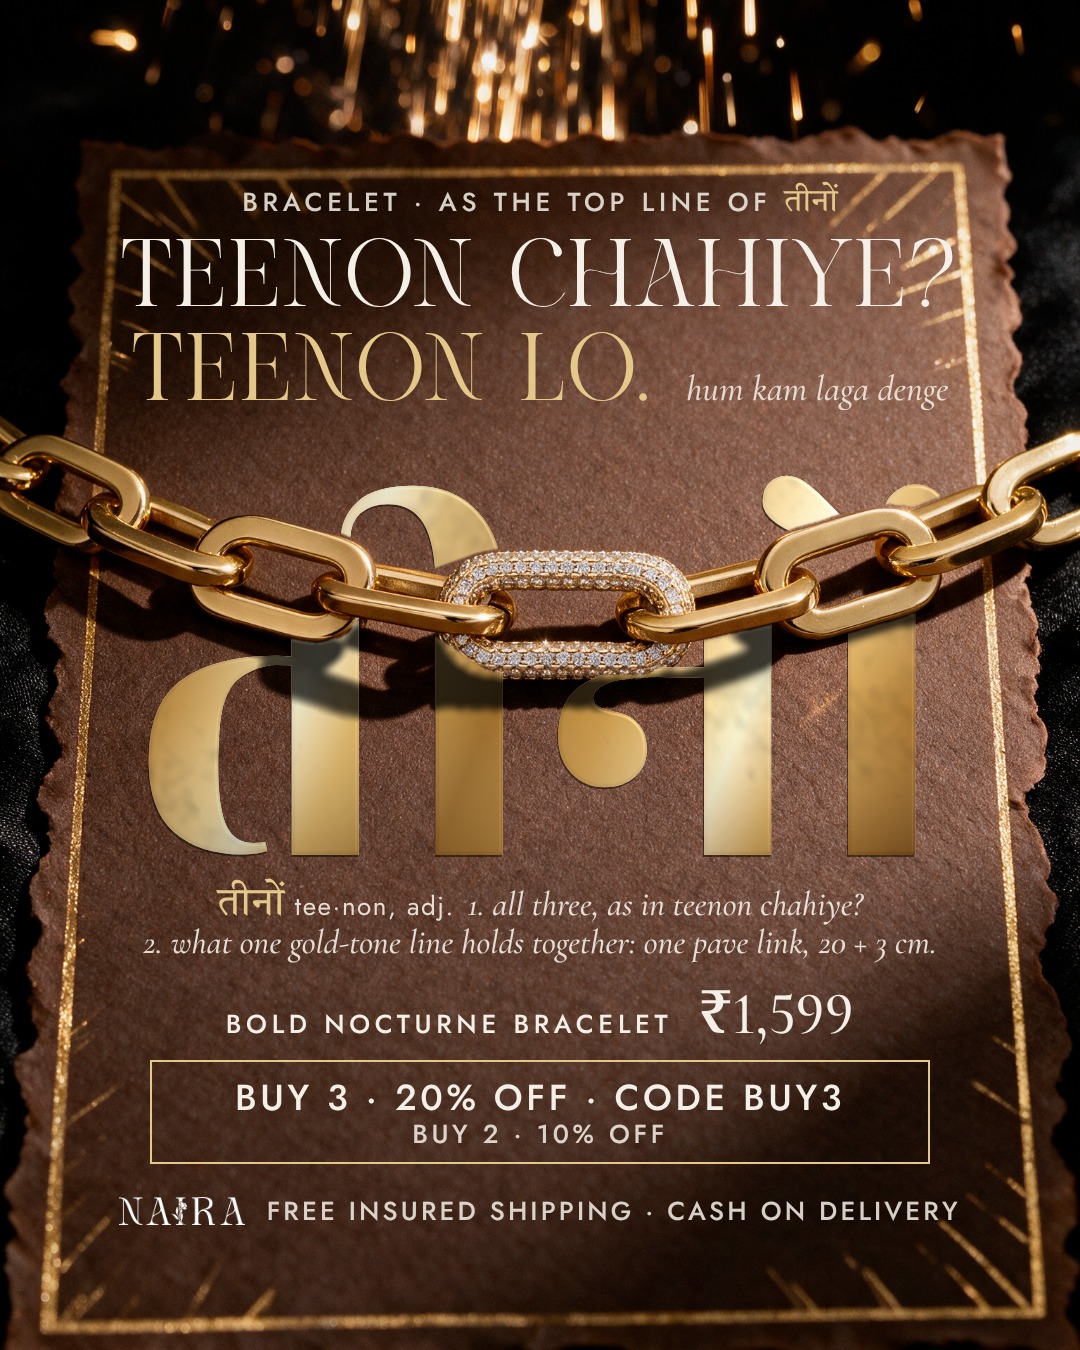 BRACELET · AS THE TOP LINE OF तीनों
TEENON CHAHIYE?
TEENON LO. hum kam laga denge
तीनों
तीनों tee·non, adj. 1. all three, as in teenon chahiye?
2. what one gold-tone line holds together: one pave link, 20 + 3 cm.
BOLD NOCTURNE BRACELET ₹1,599
BUY 3 · 20% OFF · CODE BUY3
BUY 2 · 10% OFF
NAIRA FREE INSURED SHIPPING · CASH ON DELIVERY